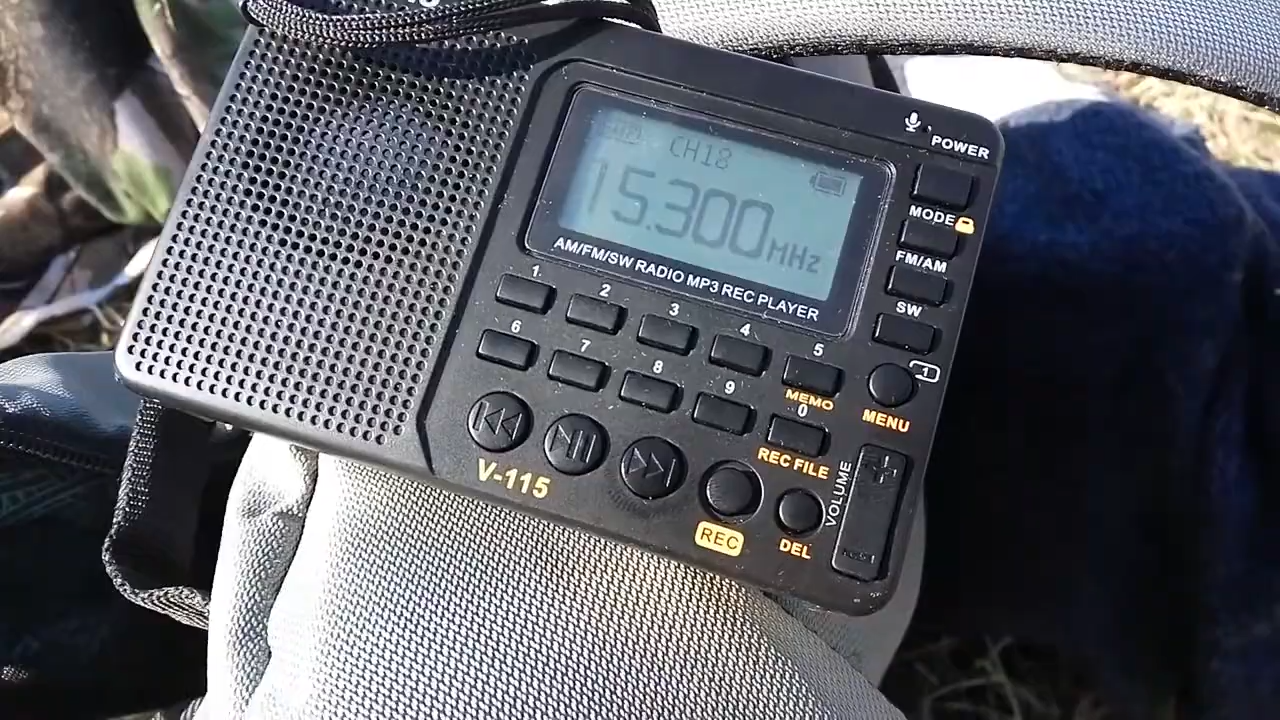 CH18
15.300MHz
AM/FM/SW RADIO MP3 REC PLAYER
POWER
MODE
FM/AM
SW
1
MENU
1.
2
3
4
5
MEMO
6
7
8
9
0
REC FILE
VOLUME
+
V-115
REC
DEL